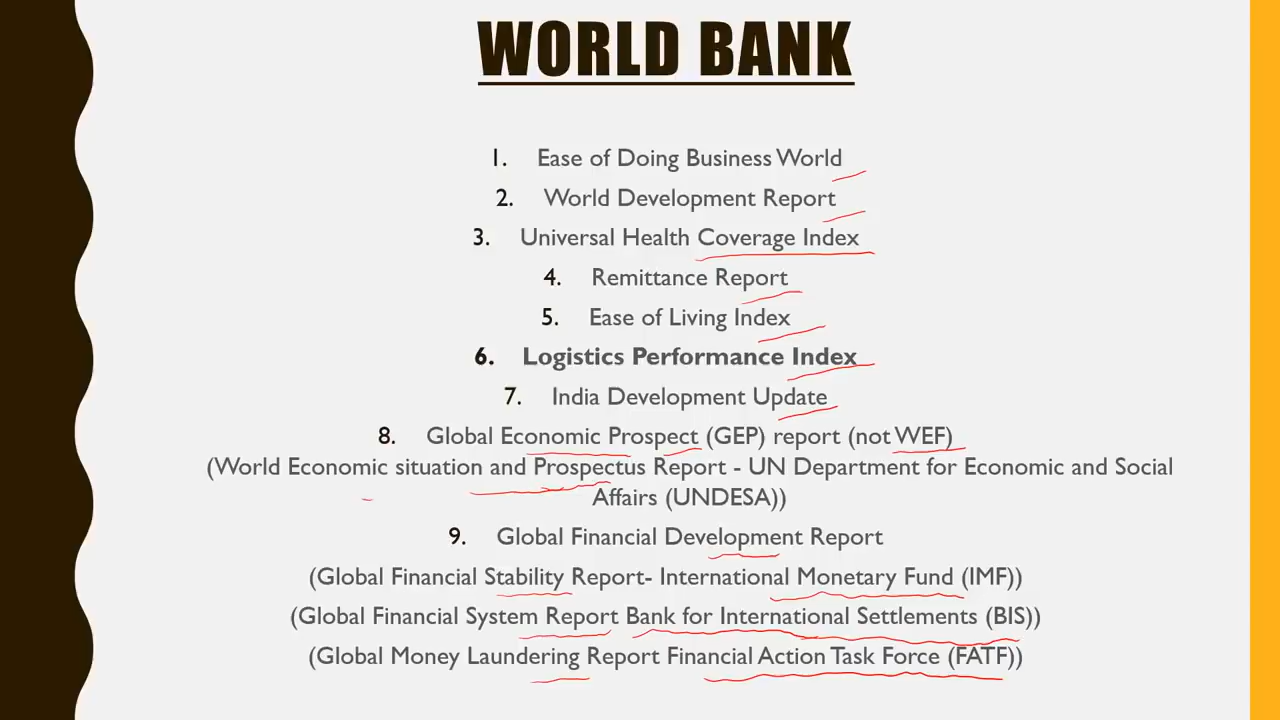 WORLD BANK
1. Ease of Doing Business World
2. World Development Report
3. Universal Health Coverage Index
4. Remittance Report
5. Ease of Living Index
6. Logistics Performance Index
7. India Development Update
8. Global Economic Prospect (GEP) report (not WEF)
(World Economic situation and Prospectus Report - UN Department for Economic and Social
Affairs (UNDESA))
9. Global Financial Development Report
(Global Financial Stability Report- International Monetary Fund (IMF))
(Global Financial System Report Bank for International Settlements (BIS))
(Global Money Laundering Report Financial Action Task Force (FATF))